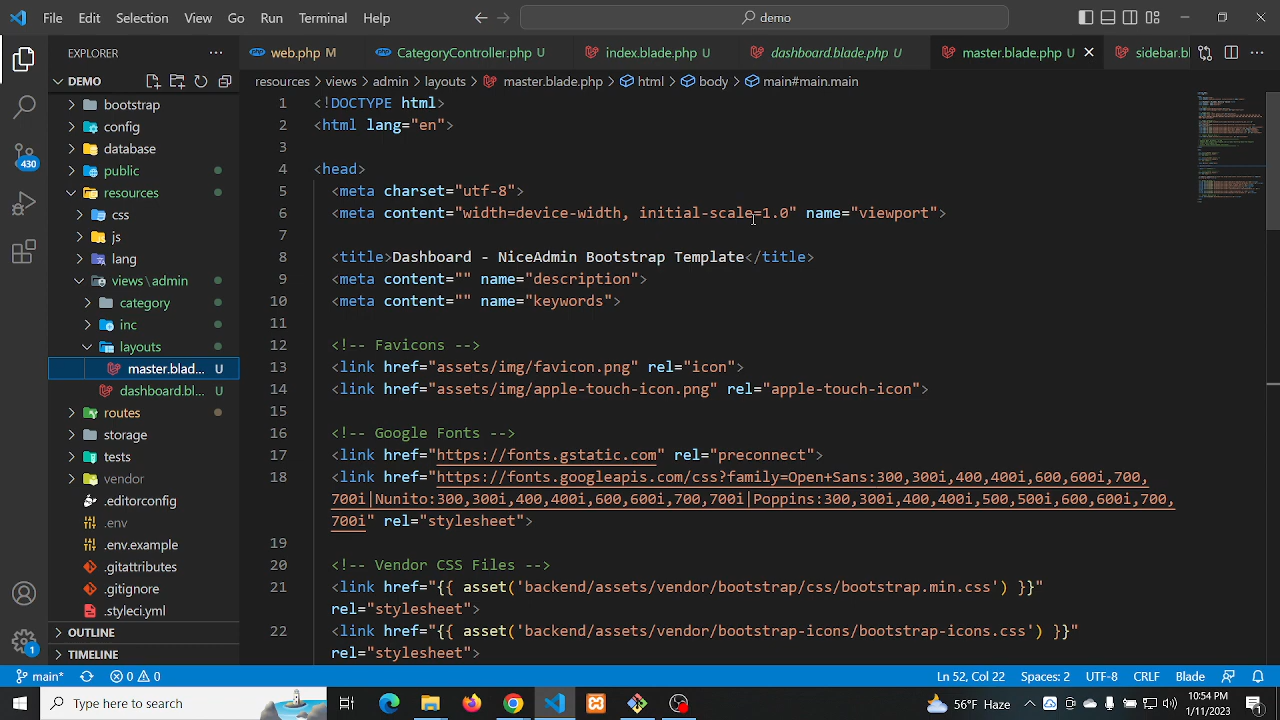 File Edit Selection View Go Run Terminal Help
demo
EXPLORER
DEMO
bootstrap
config
database
public
resources
css
js
lang
views\admin
category
inc
layouts
master.blad... U
dashboard.bl... U
routes
storage
tests
vendor
.editorconfig
.env
.env.example
.gitattributes
.gitignore
.styleci.yml
OUTLINE
TIMELINE
430
1
web.php M CategoryController.php U index.blade.php U dashboard.blade.php U master.blade.php U sidebar.bl
resources > views > admin > layouts > master.blade.php > html > body > main#main.main
1 <!DOCTYPE html>
2 <html lang="en">
3
4 <head>
5 <meta charset="utf-8">
6 <meta content="width=device-width, initial-scale=1.0" name="viewport">
7
8 <title>Dashboard - NiceAdmin Bootstrap Template</title>
9 <meta content="" name="description">
10 <meta content="" name="keywords">
11
12 <!-- Favicons -->
13 <link href="assets/img/favicon.png" rel="icon">
14 <link href="assets/img/apple-touch-icon.png" rel="apple-touch-icon">
15
16 <!-- Google Fonts -->
17 <link href="https://fonts.gstatic.com" rel="preconnect">
18 <link href="https://fonts.googleapis.com/css?family=Open+Sans:300,300i,400,400i,600,600i,700,
700i|Nunito:300,300i,400,400i,600,600i,700,700i|Poppins:300,300i,400,400i,500,500i,600,600i,700,
700i" rel="stylesheet">
19
20 <!-- Vendor CSS Files -->
21 <link href="{{ asset('backend/assets/vendor/bootstrap/css/bootstrap.min.css') }}"
rel="stylesheet">
22 <link href="{{ asset('backend/assets/vendor/bootstrap-icons/bootstrap-icons.css') }}"
rel="stylesheet">
main* 0 0 Ln 52, Col 22 Spaces: 2 UTF-8 CRLF Blade
Type here to search
56°F Haze
10:54 PM
1/11/2023